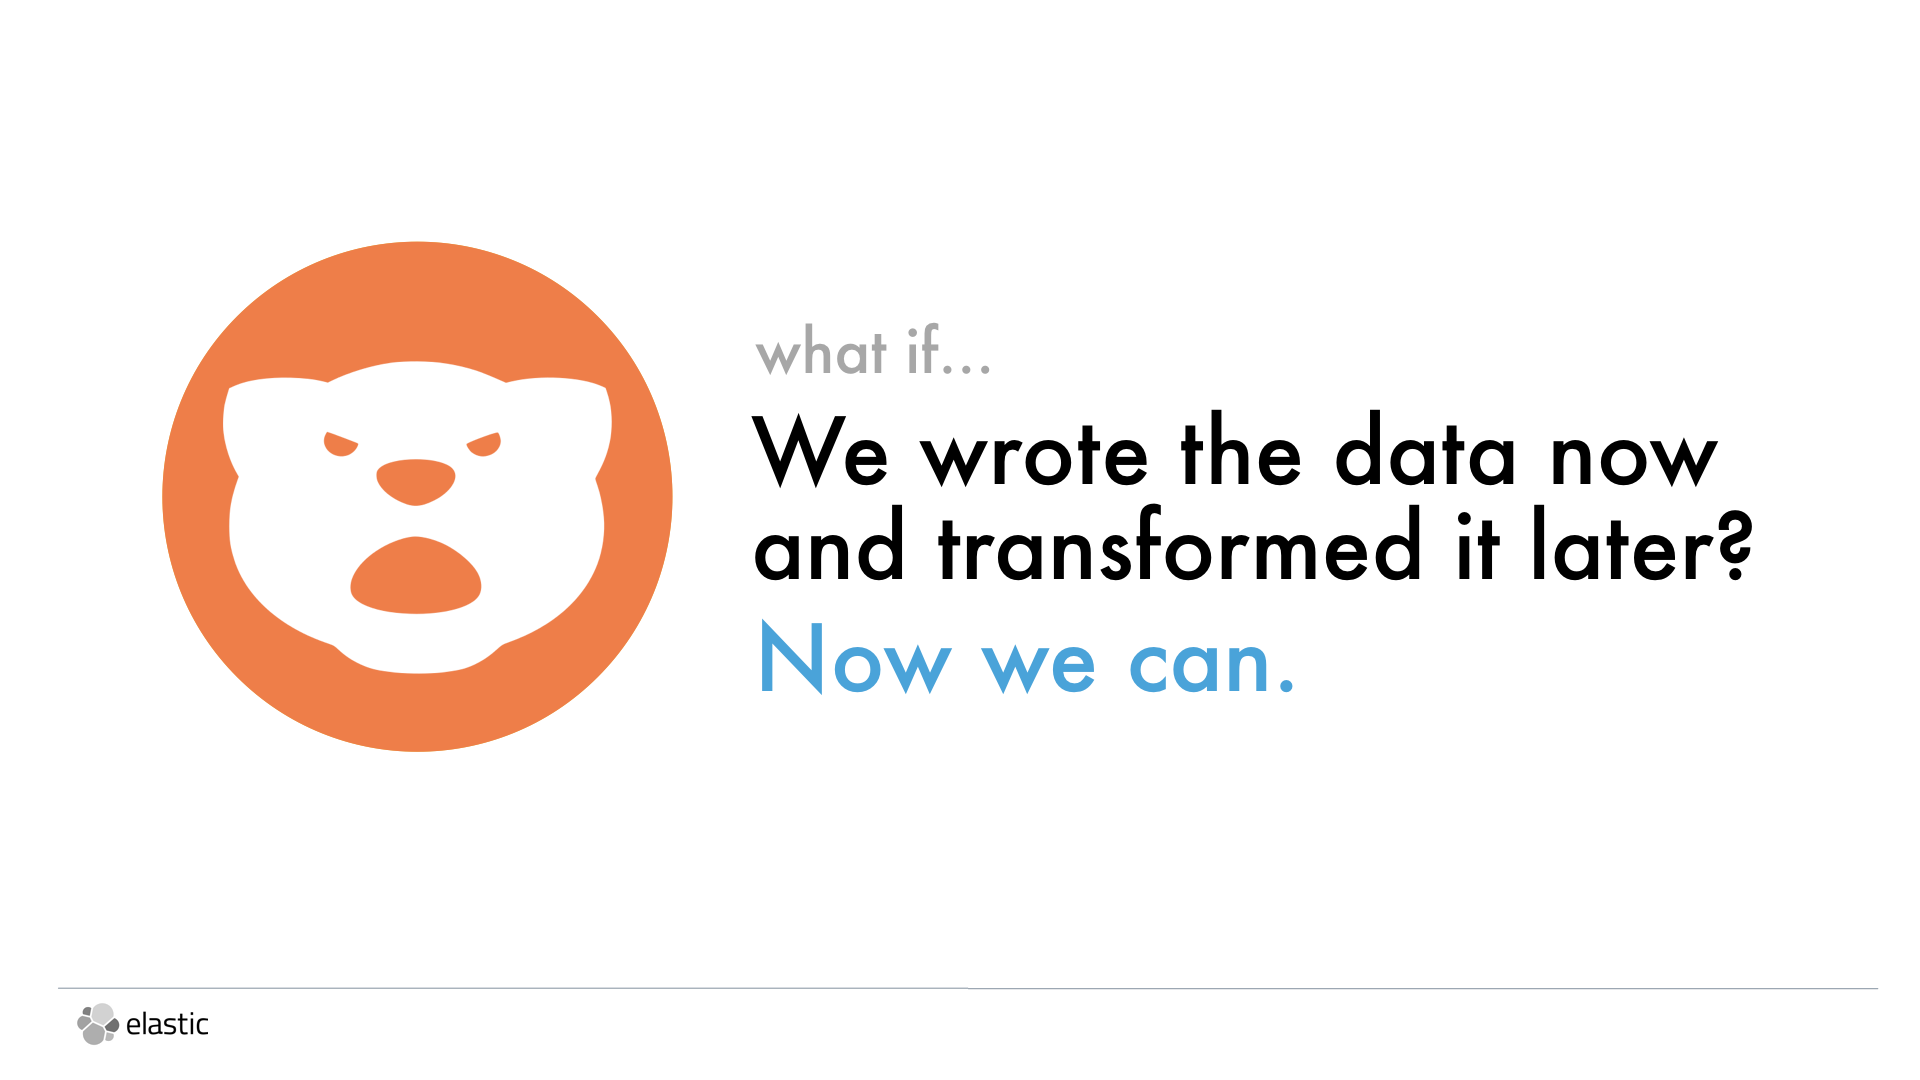 what if...
We wrote the data now
and transformed it later?
Now we can.
elastic